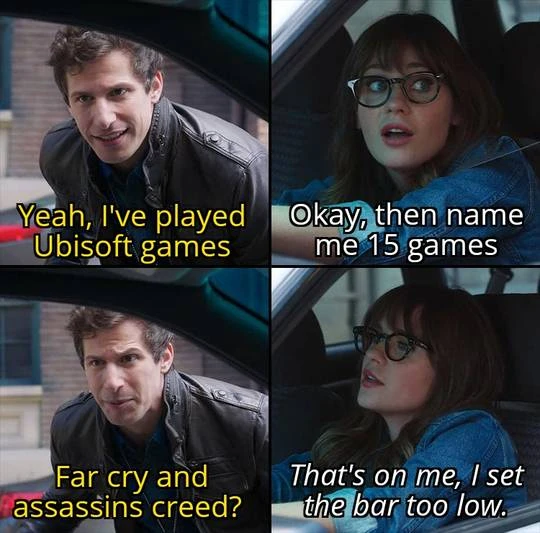 Yeah, I've played
Ubisoft games
Okay, then name
me 15 games
Far cry and
assassins creed?
That's on me, I set
the bar too low.